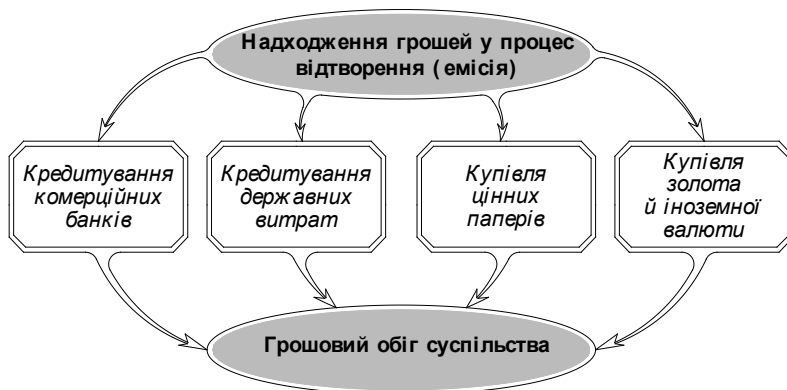 Надходження грошей у процес
відтворення (емісія)
Кредитування
комерційних
банків
Кредитування
державних
витрат
Купівля
цінних
паперів
Купівля
золота
й іноземної
валюти
Грошовий обіг суспільства